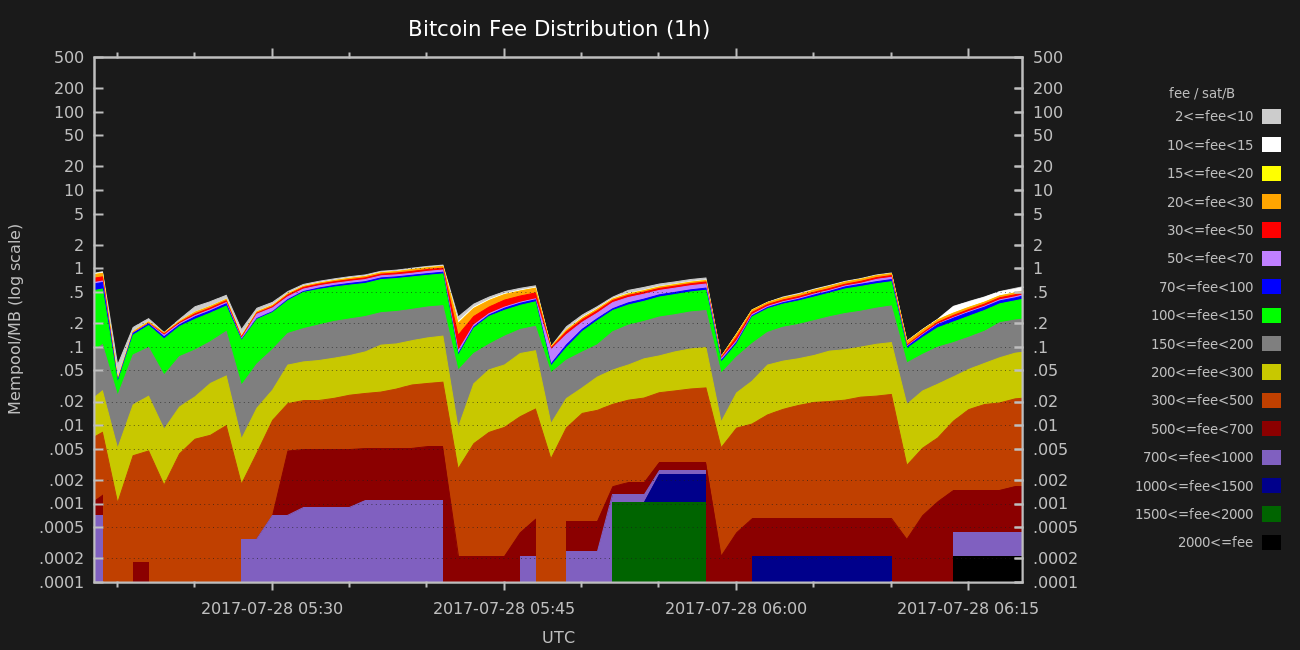 Bitcoin Fee Distribution (1h)
500 500
200 200
100 100
50 50
20 20
10 10
5 5
2 2
1 1
.5 .5
.2 .2
.1 .1
.05 .05
.02 .02
.01 .01
.005 .005
.002 .002
.001 .001
.0005 .0005
.0002 .0002
.0001 .0001
Mempool/MB (log scale)
2017-07-28 05:30 2017-07-28 05:45 2017-07-28 06:00 2017-07-28 06:15
UTC
fee / sat/B
2<=fee<10
10<=fee<15
15<=fee<20
20<=fee<30
30<=fee<50
50<=fee<70
70<=fee<100
100<=fee<150
150<=fee<200
200<=fee<300
300<=fee<500
500<=fee<700
700<=fee<1000
1000<=fee<1500
1500<=fee<2000
2000<=fee